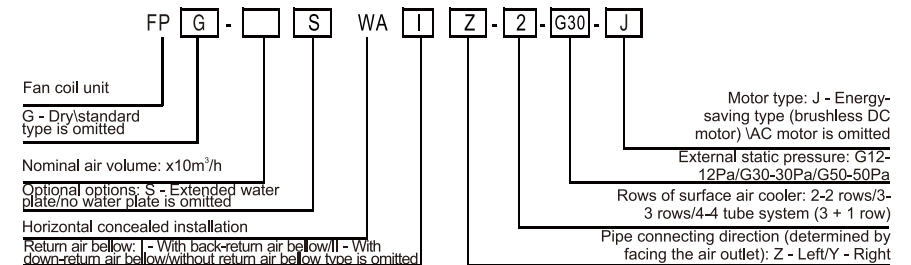 FP G - S WA I Z - 2 - G30 - J
Fan coil unit
G - Dry\standard
type is omitted
Nominal air volume: x10m³/h
Optional options: S - Extended water
plate/no water plate is omitted
Horizontal concealed installation
Return air bellow: I - With back-return air bellow/II - With
down-return air bellow/without return air bellow type is omitted
Motor type: J - Energy-
saving type (brushless DC
motor) \AC motor is omitted
External static pressure: G12-
12Pa/G30-30Pa/G50-50Pa
Rows of surface air cooler: 2-2 rows/3-
3 rows/4-4 tube system (3 + 1 row)
Pipe connecting direction (determined by
facing the air outlet): Z - Left/Y - Right